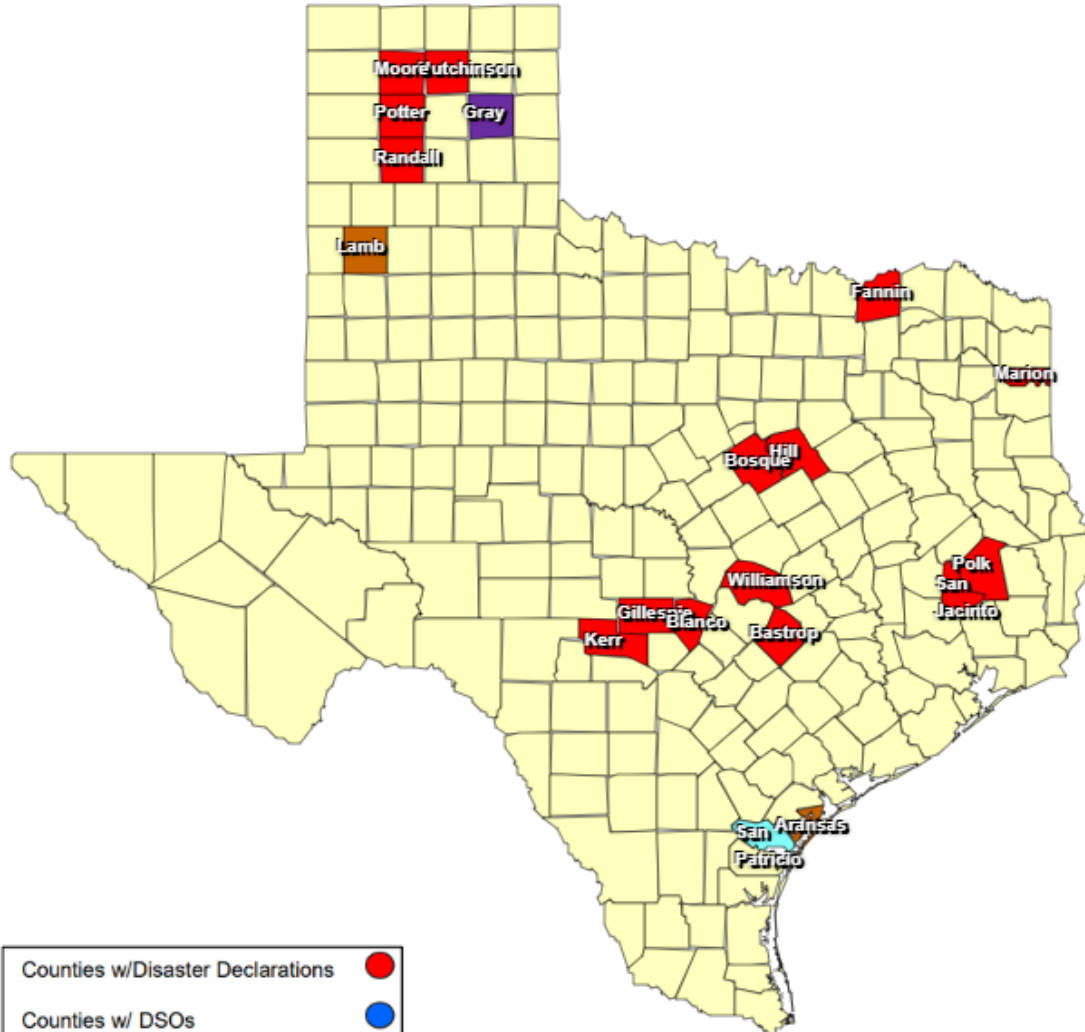 Moore
Hutchinson
Potter
Gray
Randall
Lamb
Fannin
Marion
Hill
Bosque
Polk
Williamson
San
Jacinto
Gillespie
Blanco
Bastrop
Kerr
San
Patricio
Aransas
Counties w/Disaster Declarations
Counties w/ DSOs